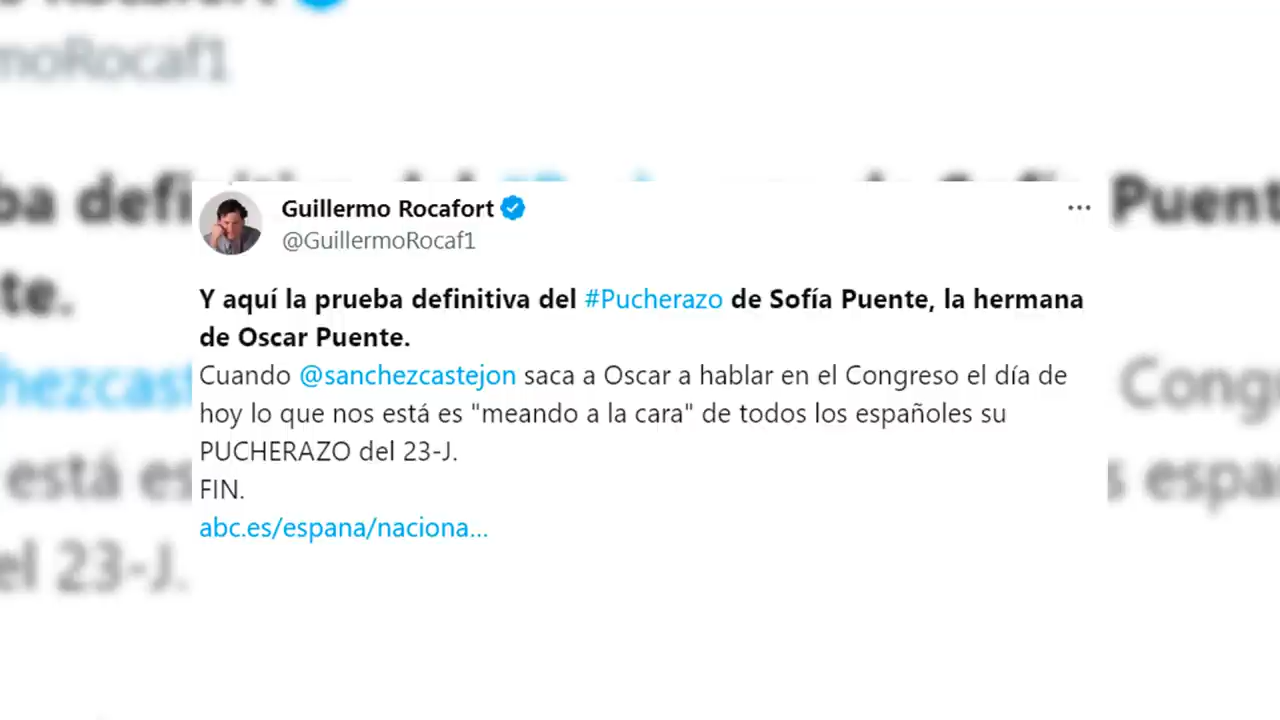 Guillermo Rocafort
@GuillermoRocaf1
Y aquí la prueba definitiva del #Pucherazo de Sofía Puente, la hermana
de Oscar Puente.
Cuando @sanchezcastejon saca a Oscar a hablar en el Congreso el día de
hoy lo que nos está es "meando a la cara" de todos los españoles su
PUCHERAZO del 23-J.
FIN.
abc.es/espana/naciona...